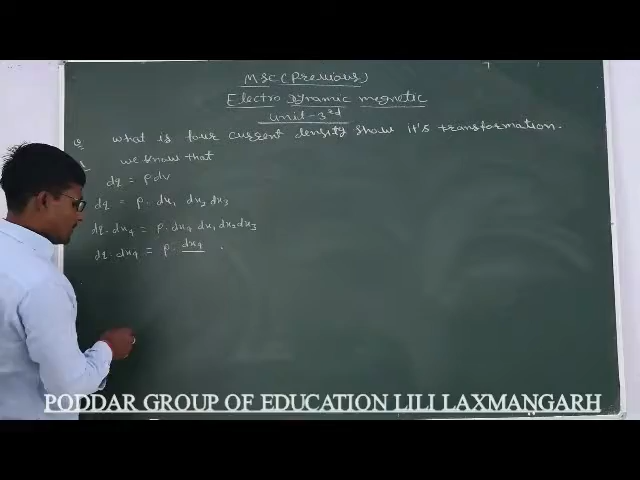 MSC (Previous)
Electro Dynamic magnetic
Unit-3rd
Q. what is four current density show it's transformation.
we know that
dq = ρ dv
dq = ρ. dx1 dx2 dx3
dq. dx4 = ρ. dx4 dx1 dx2 dx3
dq. dx4 = ρ. dx4
PODDAR GROUP OF EDUCATION LILI LAXMANGARH